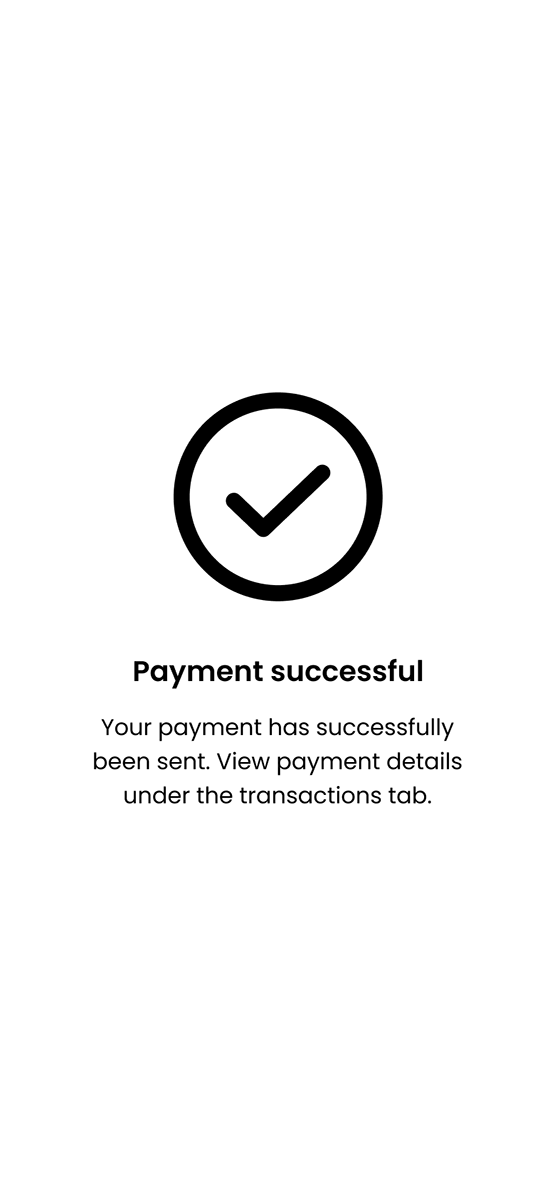 Payment successful
Your payment has successfully
been sent. View payment details
under the transactions tab.